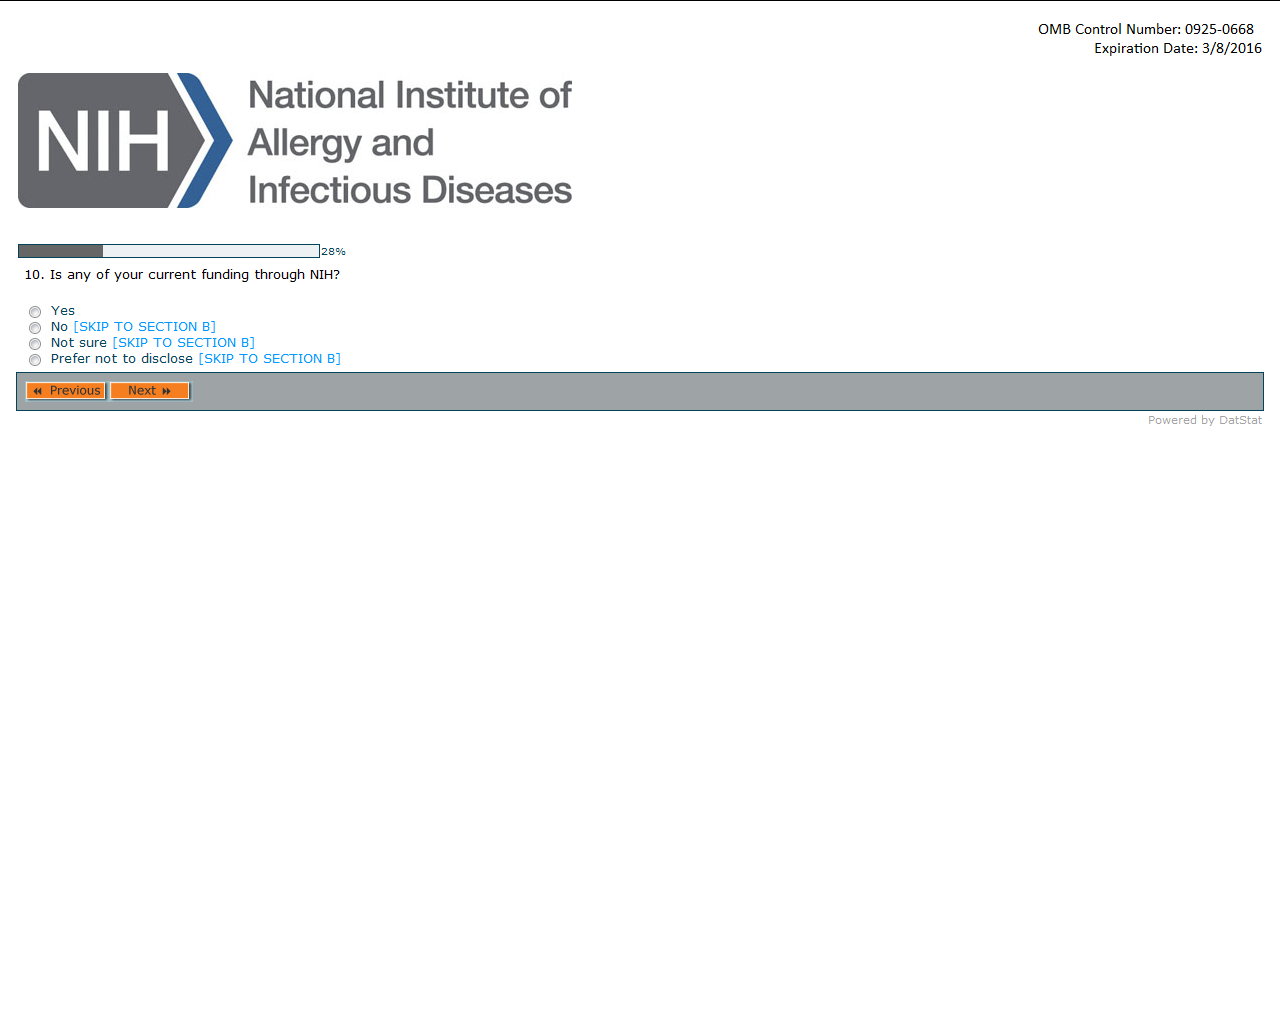 OMB Control Number: 0925-0668
Expiration Date: 3/8/2016
NIH
National Institute of
Allergy and
Infectious Diseases
28%
10. Is any of your current funding through NIH?
Yes
No [SKIP TO SECTION B]
Not sure [SKIP TO SECTION B]
Prefer not to disclose [SKIP TO SECTION B]
Previous Next
Powered by DatStat